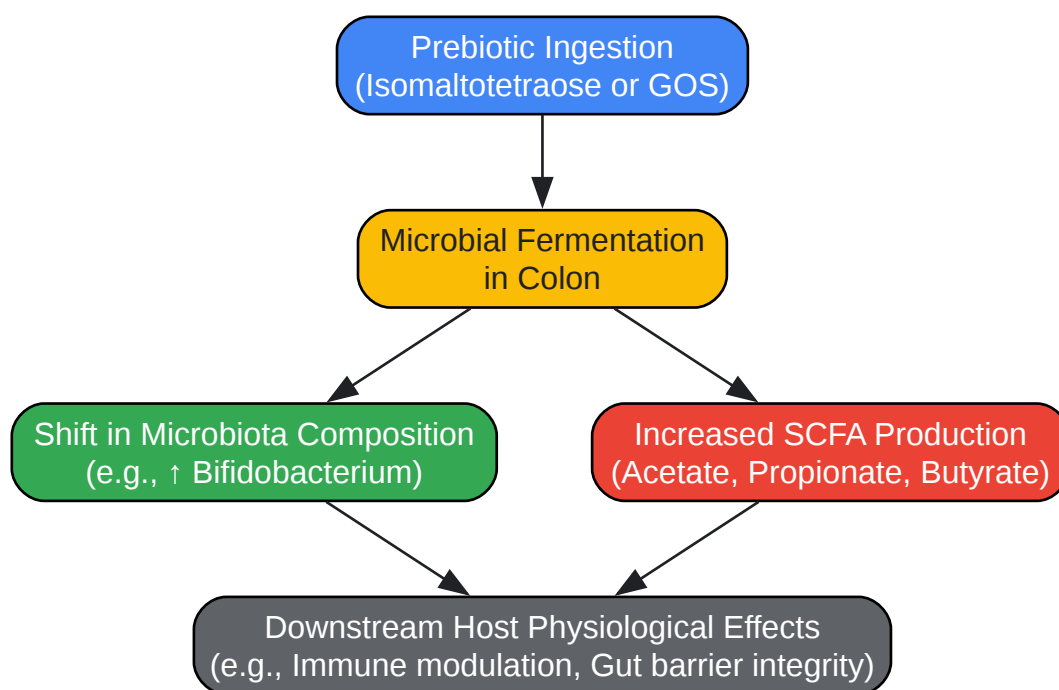 Prebiotic Ingestion
(Isomaltotetraose or GOS)
Microbial Fermentation
in Colon
Shift in Microbiota Composition
(e.g., ↑ Bifidobacterium)
Increased SCFA Production
(Acetate, Propionate, Butyrate)
Downstream Host Physiological Effects
(e.g., Immune modulation, Gut barrier integrity)